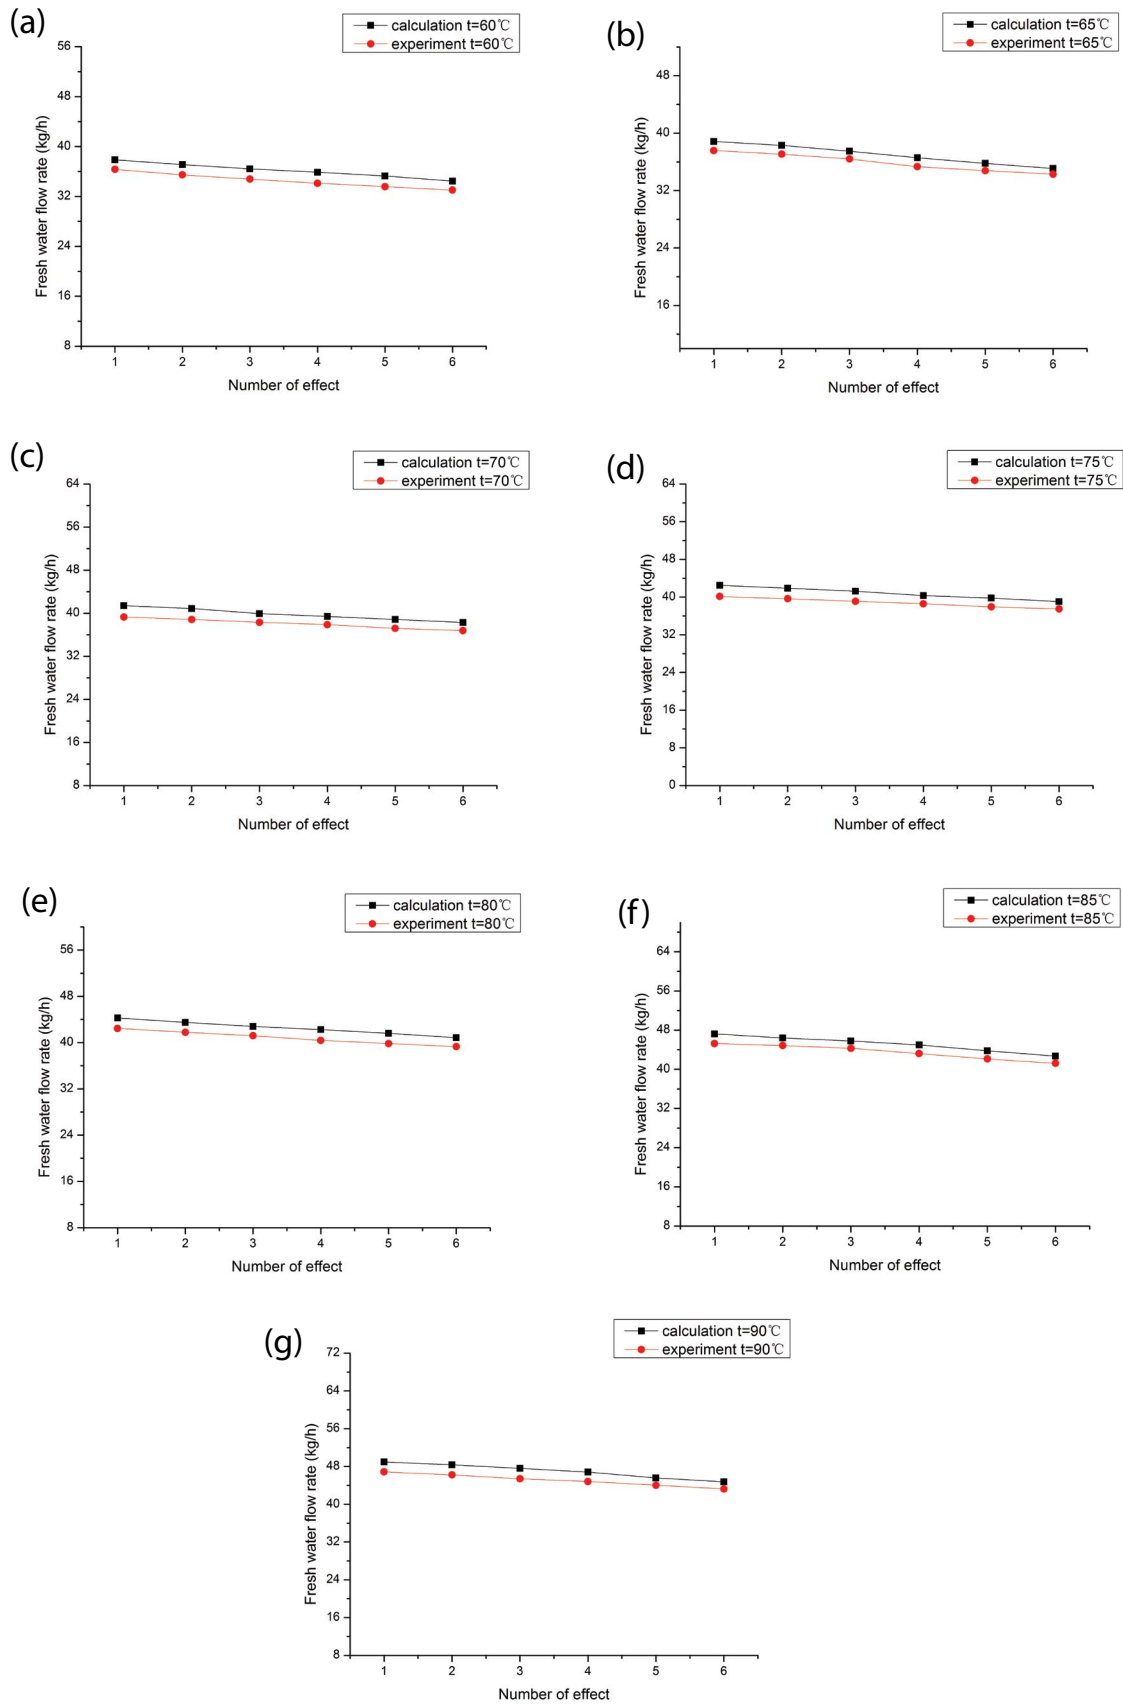 (a)
calculation t=60℃
experiment t=60℃
56
48
40
32
24
16
8
Fresh water flow rate (kg/h)
1 2 3 4 5 6
Number of effect
(b)
calculation t=65℃
experiment t=65℃
48
40
32
24
16
Fresh water flow rate (kg/h)
1 2 3 4 5 6
Number of effect
(c)
calculation t=70℃
experiment t=70℃
64
56
48
40
32
24
16
8
Fresh water flow rate (kg/h)
1 2 3 4 5 6
Number of effect
(d)
calculation t=75℃
experiment t=75℃
64
56
48
40
32
24
16
8
0
Fresh water flow rate (kg/h)
1 2 3 4 5 6
Number of effect
(e)
calculation t=80℃
experiment t=80℃
56
48
40
32
24
16
8
Fresh water flow rate (kg/h)
1 2 3 4 5 6
Number of effect
(f)
calculation t=85℃
experiment t=85℃
64
56
48
40
32
24
16
8
Fresh water flow rate (kg/h)
1 2 3 4 5 6
Number of effect
(g)
calculation t=90℃
experiment t=90℃
72
64
56
48
40
32
24
16
8
Fresh water flow rate (kg/h)
1 2 3 4 5 6
Number of effect